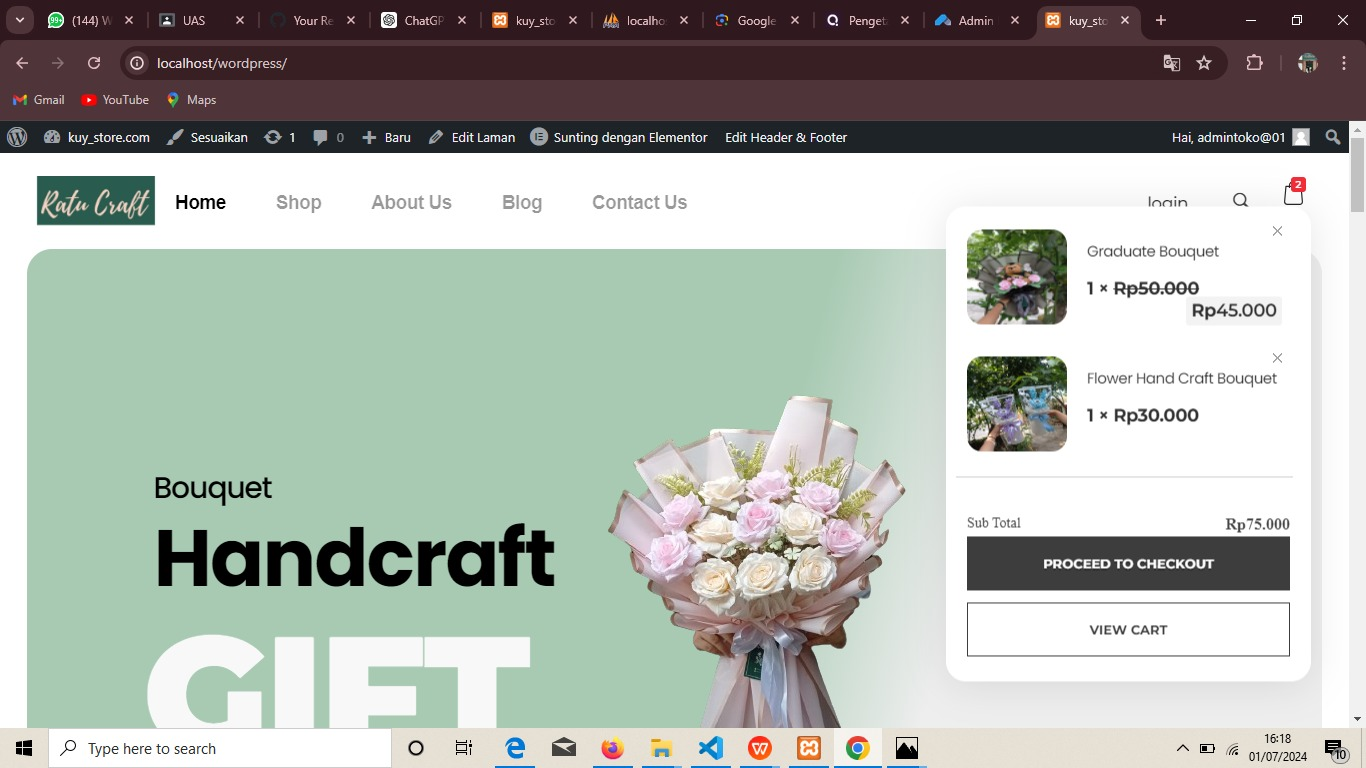 (144) W
UAS
Your Re
ChatGP
kuy_sto
localhos
Google
Penget
Admin
kuy_sto
localhost/wordpress/
Gmail
YouTube
Maps
kuy_store.com
Sesuaikan
1
0
Baru
Edit Laman
Sunting dengan Elementor
Edit Header & Footer
Hai, admintoko@01
Ratu Craft
Home
Shop
About Us
Blog
Contact Us
login
2
Graduate Bouquet
1 × Rp50.000
Rp45.000
Flower Hand Craft Bouquet
1 × Rp30.000
Sub Total
Rp75.000
PROCEED TO CHECKOUT
VIEW CART
Bouquet
Handcraft
GIFT
Type here to search
16:18
01/07/2024
10